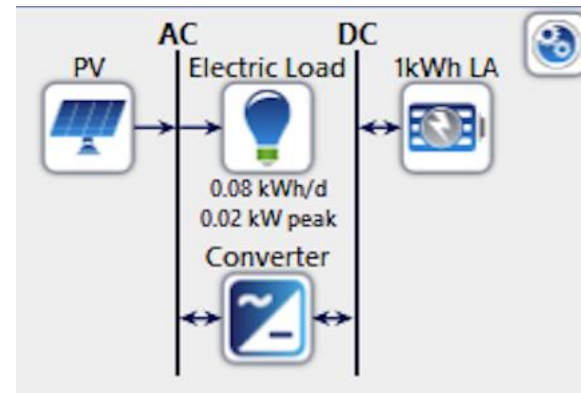 AC DC
PV Electric Load 1kWh LA
0.08 kWh/d
0.02 kW peak
Converter